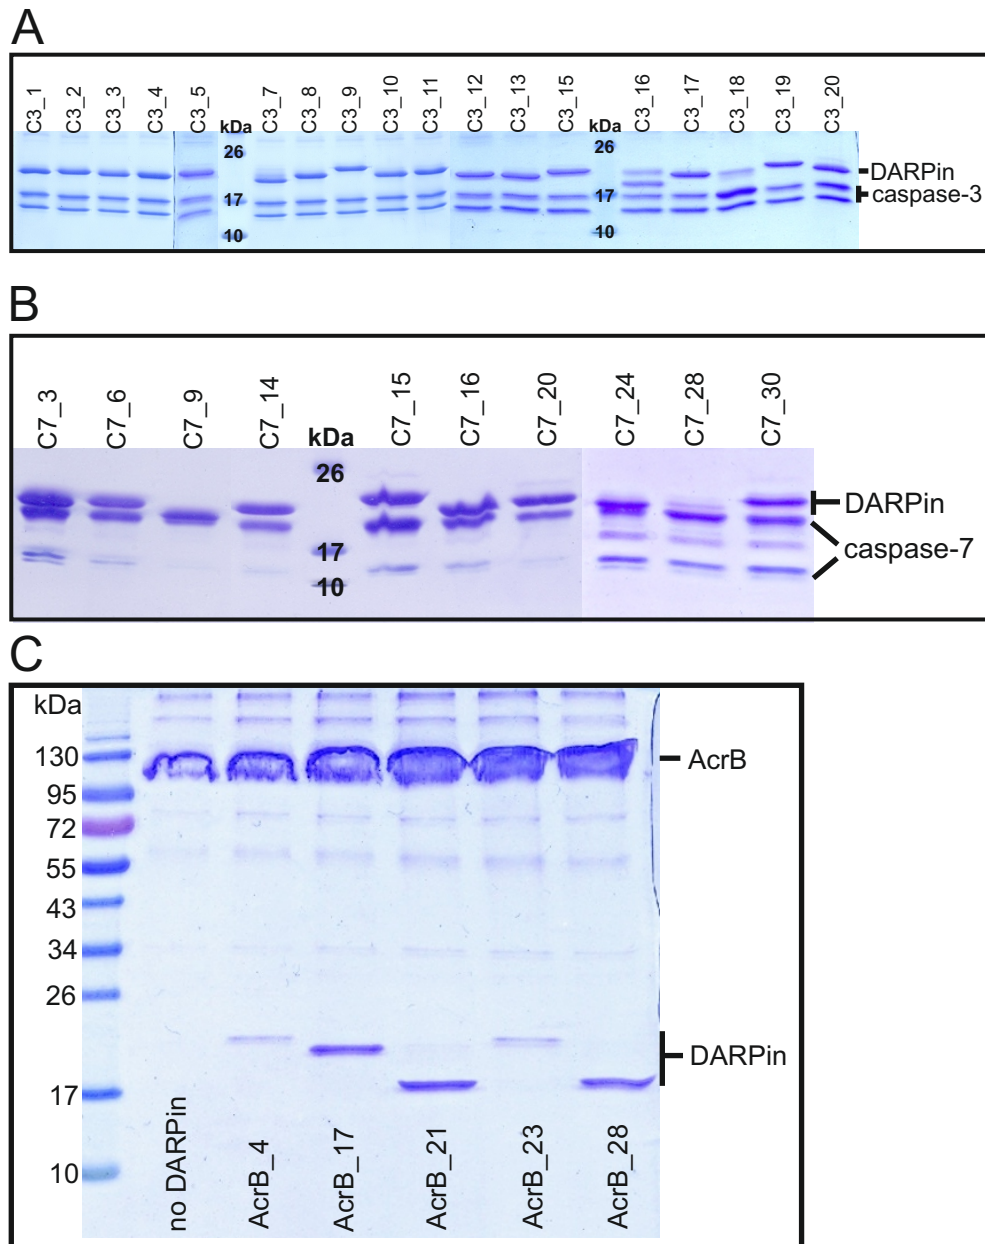 A
C3_1 C3_2 C3_3 C3_4 C3_5 C3_7 C3_8 C3_9 C3_10 C3_11 C3_12 C3_13 C3_15 C3_16 C3_17 C3_18 C3_19 C3_20
kDa kDa
26 26
DARPin
17 17 caspase-3
10 10
B
C7_3 C7_6 C7_9 C7_14 C7_15 C7_16 C7_20 C7_24 C7_28 C7_30
kDa
26
DARPin
17 caspase-7
10
C
kDa
130 AcrB
95
72
55
43
34
26
DARPin
17
10
no DARPin AcrB_4 AcrB_17 AcrB_21 AcrB_23 AcrB_28